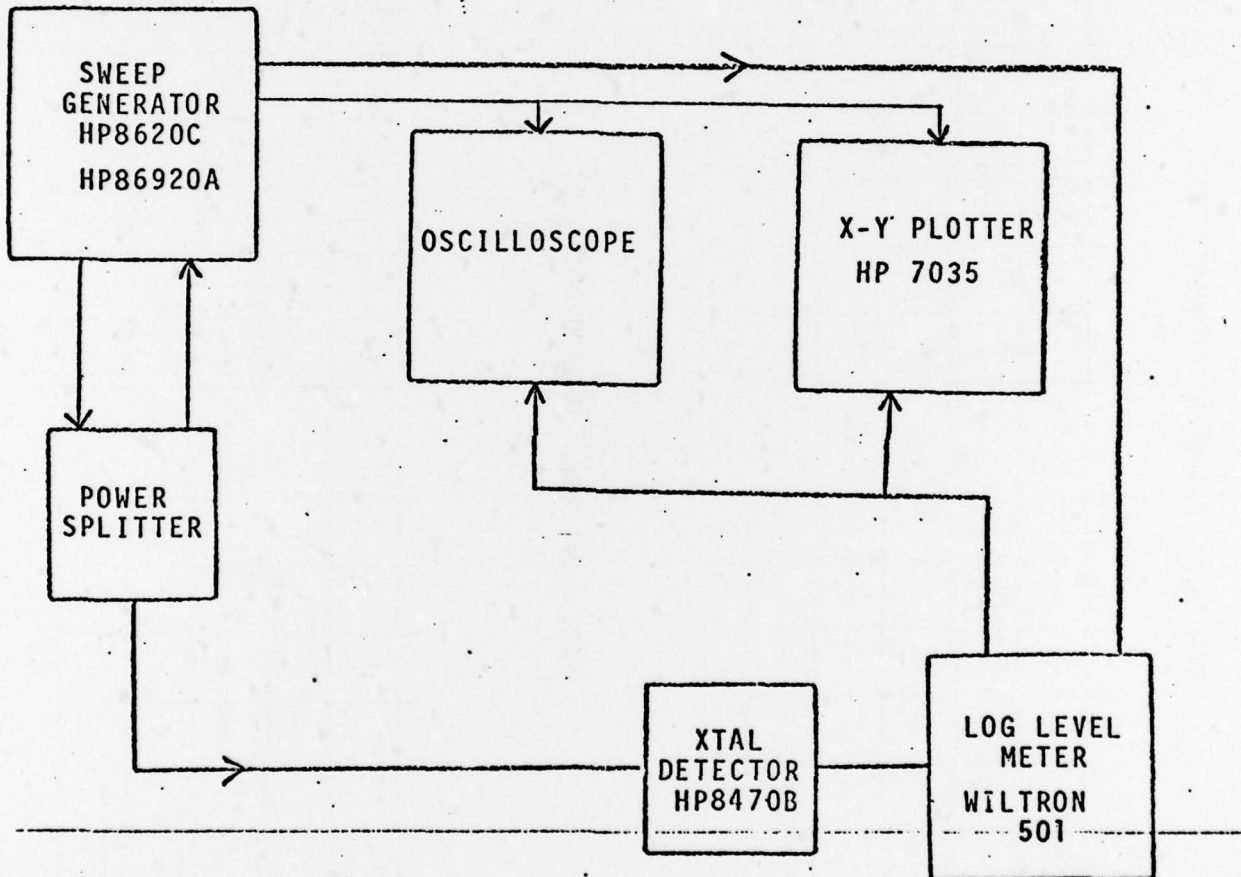 SWEEP
GENERATOR
HP8620C
HP86920A
OSCILLOSCOPE
X-Y PLOTTER
HP 7035
POWER
SPLITTER
XTAL
DETECTOR
HP8470B
LOG LEVEL
METER
WILTRON
501